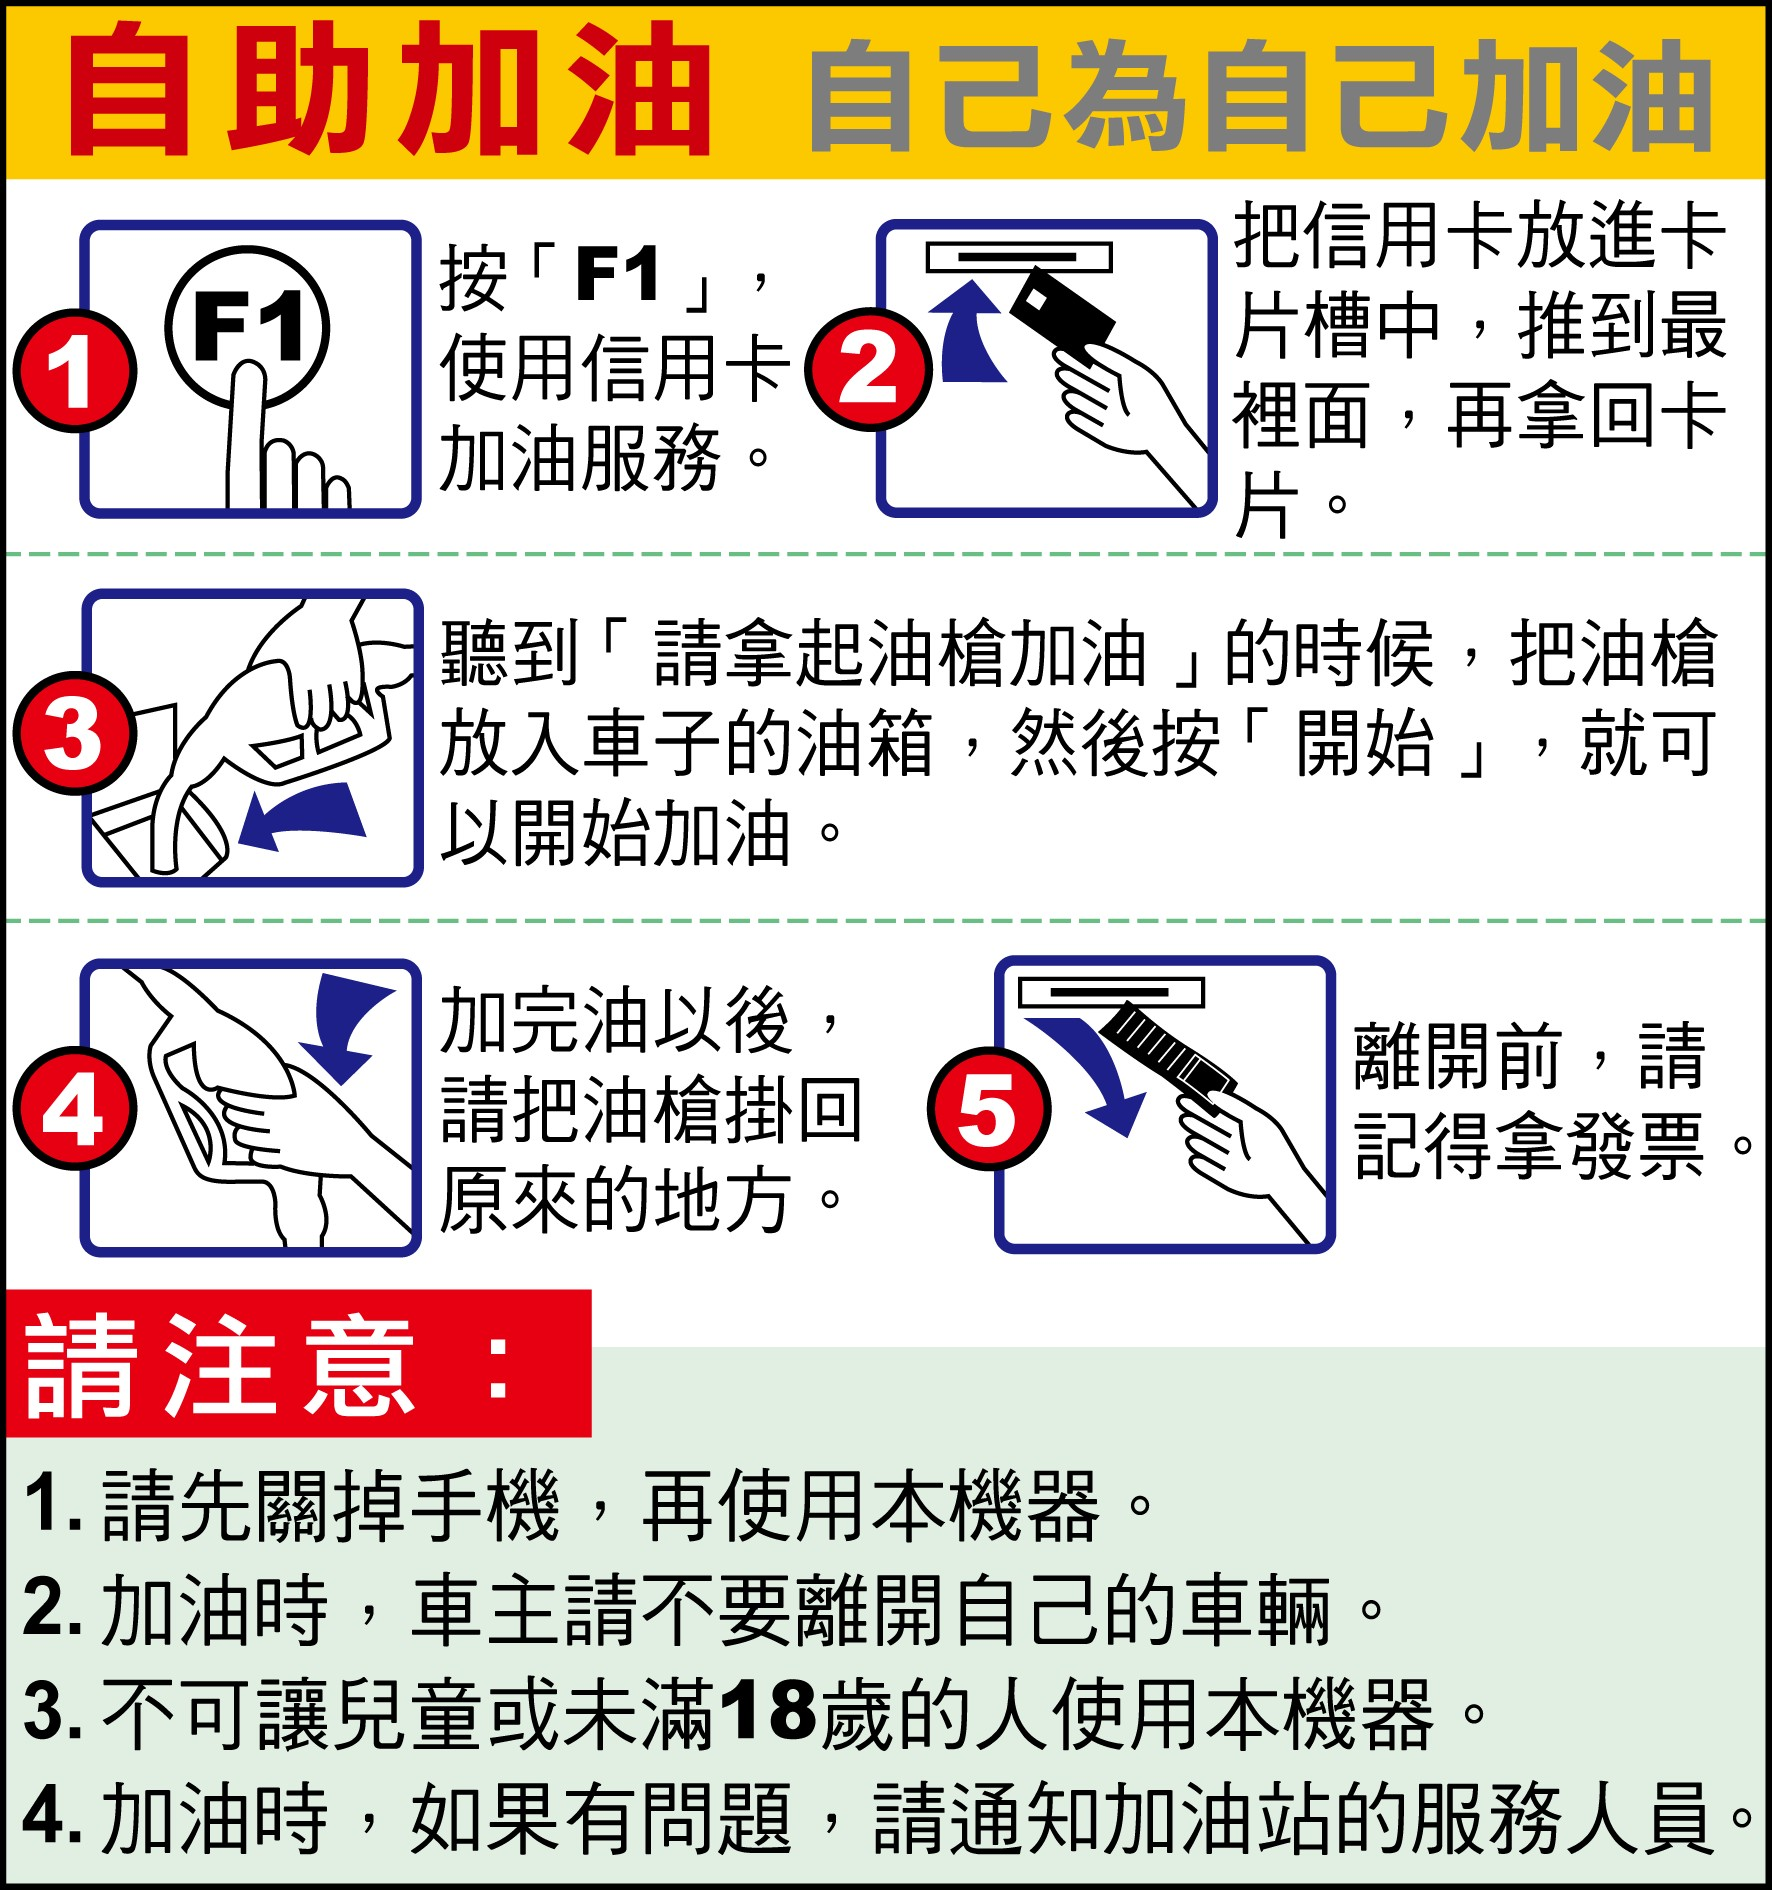 自助加油 自己為自己加油
1
F1
按「F1」，
使用信用卡
加油服務。
2
把信用卡放進卡
片槽中，推到最
裡面，再拿回卡
片。
3
聽到「請拿起油槍加油」的時候，把油槍
放入車子的油箱，然後按「開始」，就可
以開始加油。
4
加完油以後，
請把油槍掛回
原來的地方。
5
離開前，請
記得拿發票。
請注意：
1. 請先關掉手機，再使用本機器。
2. 加油時，車主請不要離開自己的車輛。
3. 不可讓兒童或未滿18歲的人使用本機器。
4. 加油時，如果有問題，請通知加油站的服務人員。